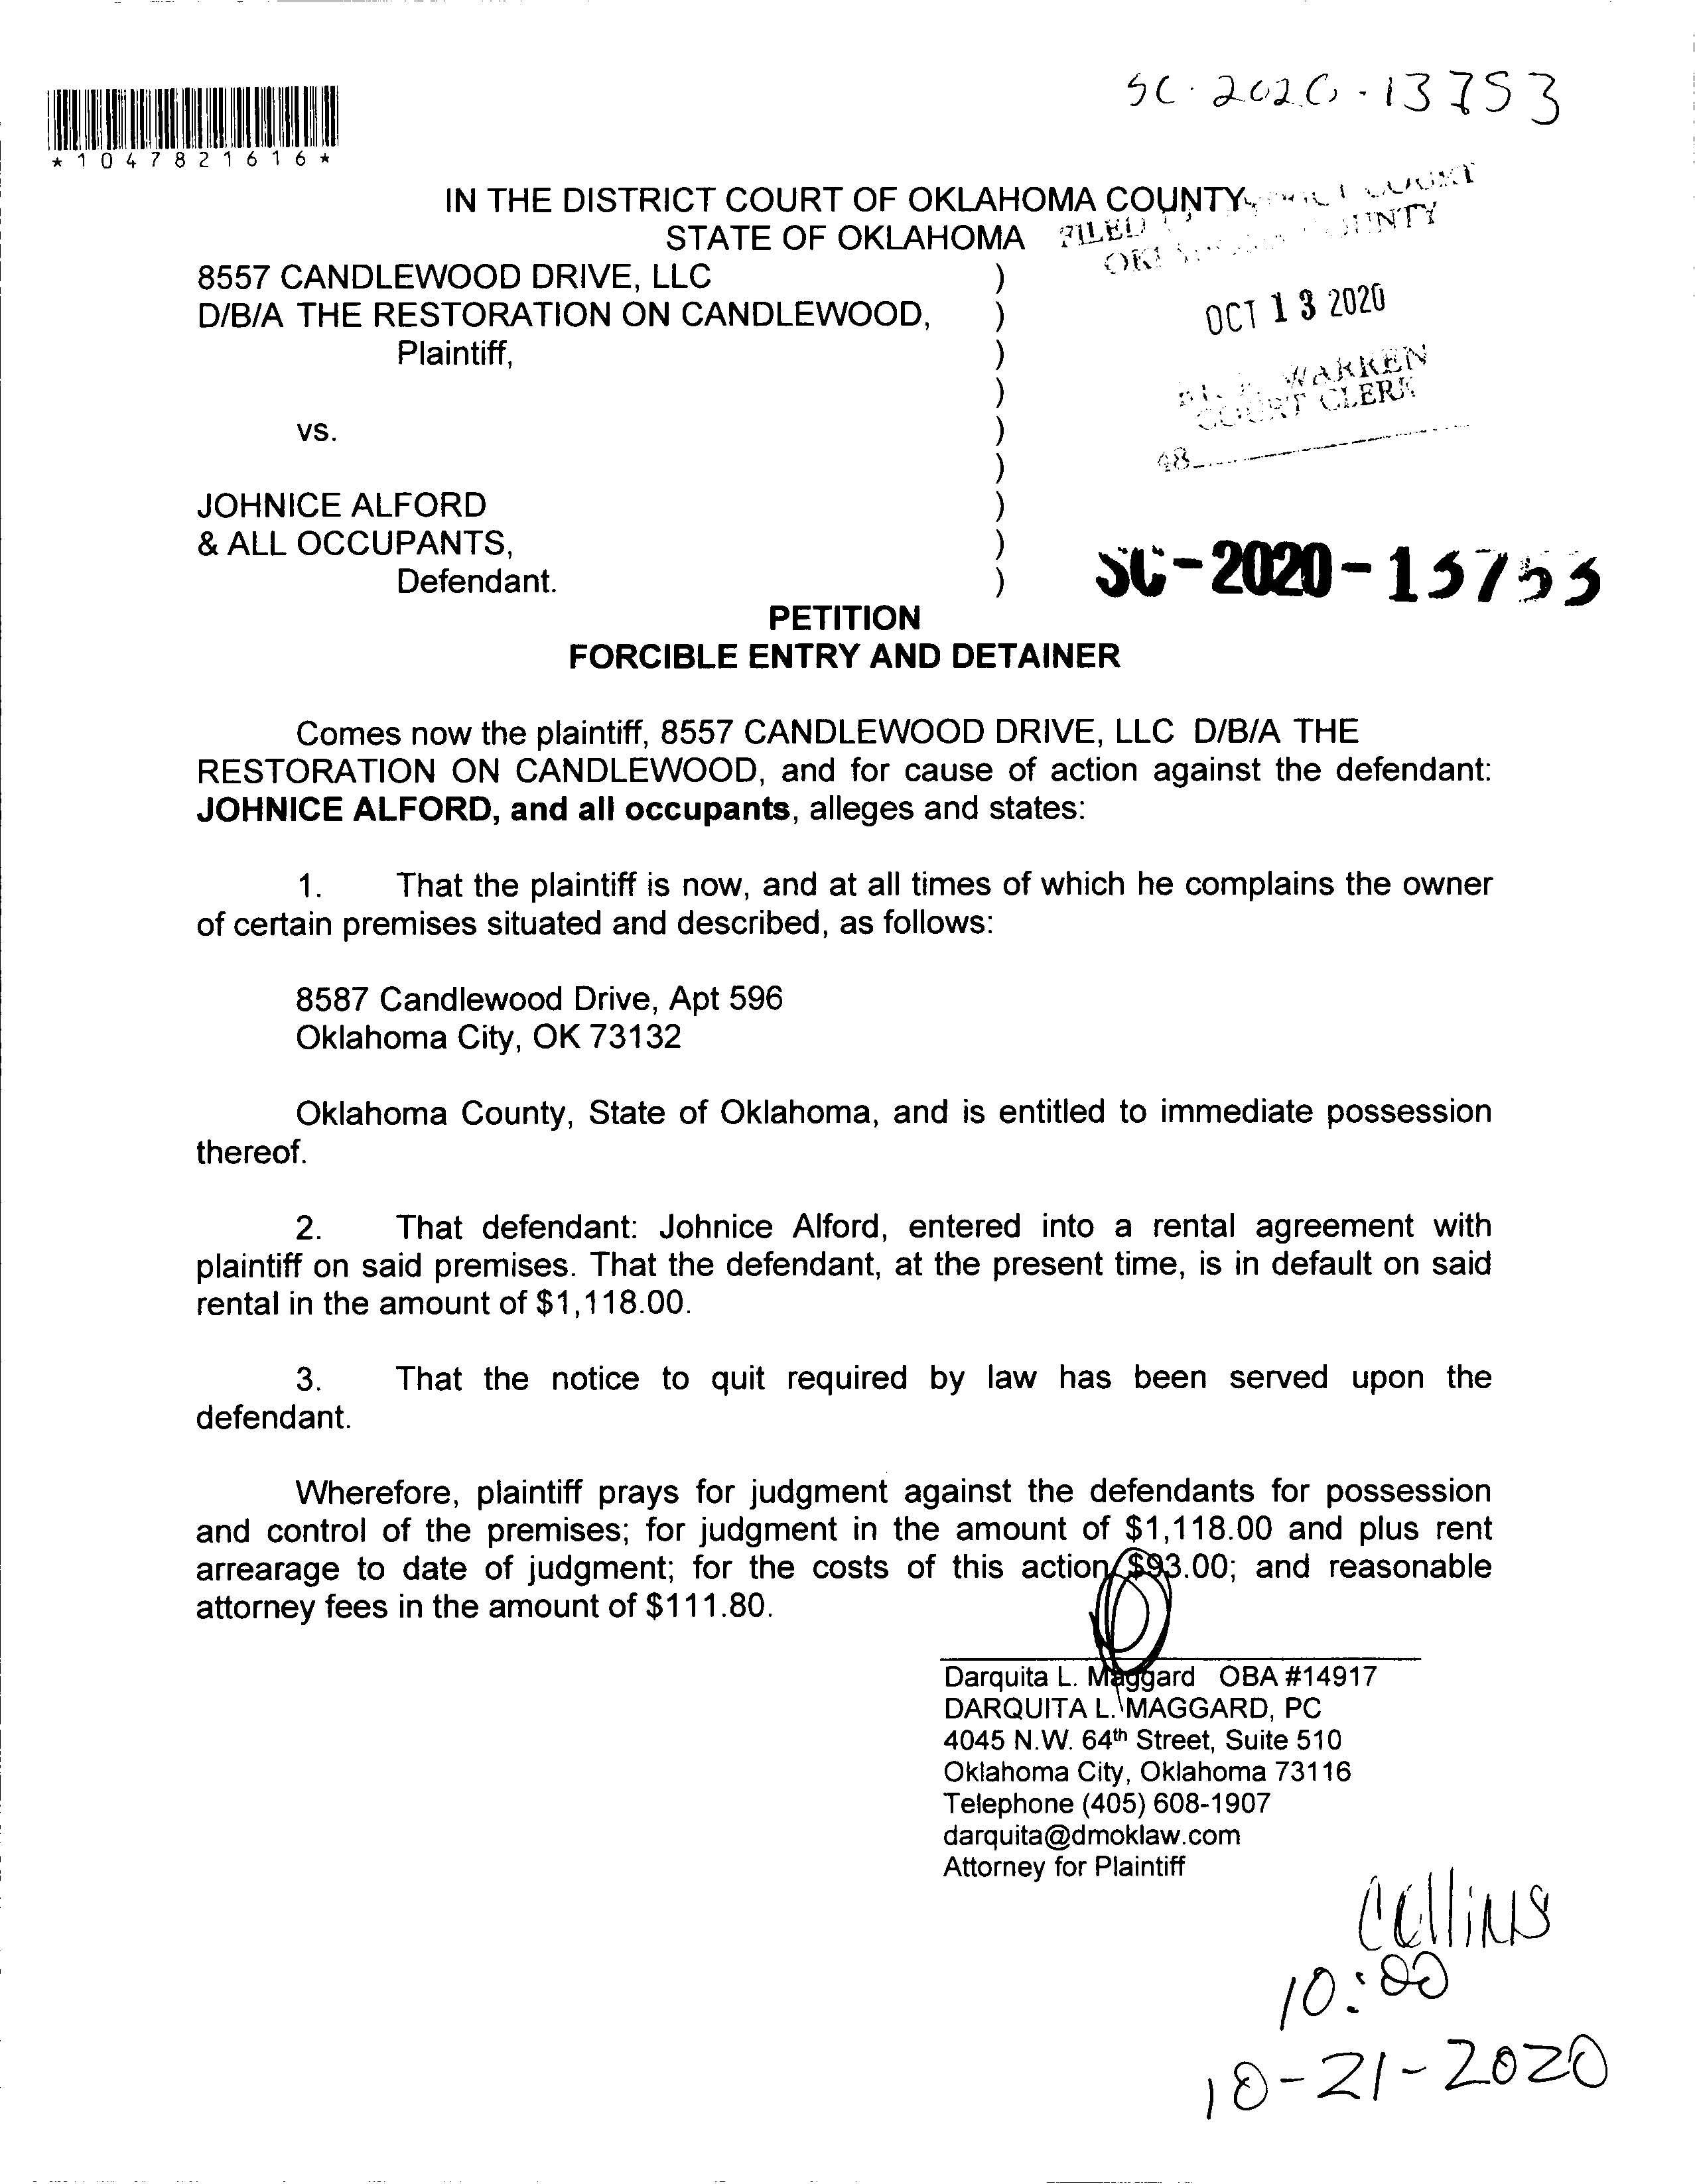 SC-2020-13753
*1047821616*
IN THE DISTRICT COURT OF OKLAHOMA COUNTY
STATE OF OKLAHOMA
FILED COURT
COUNTY
8557 CANDLEWOOD DRIVE, LLC )
D/B/A THE RESTORATION ON CANDLEWOOD, )
Plaintiff, )
)
vs. )
)
JOHNICE ALFORD )
& ALL OCCUPANTS, )
Defendant. )
OCT 13 2020
WARREN
COURT CLERK
48
SC-2020-13753
PETITION
FORCIBLE ENTRY AND DETAINER
Comes now the plaintiff, 8557 CANDLEWOOD DRIVE, LLC D/B/A THE
RESTORATION ON CANDLEWOOD, and for cause of action against the defendant:
JOHNICE ALFORD, and all occupants, alleges and states:
1. That the plaintiff is now, and at all times of which he complains the owner
of certain premises situated and described, as follows:
8587 Candlewood Drive, Apt 596
Oklahoma City, OK 73132
Oklahoma County, State of Oklahoma, and is entitled to immediate possession
thereof.
2. That defendant: Johnice Alford, entered into a rental agreement with
plaintiff on said premises. That the defendant, at the present time, is in default on said
rental in the amount of $1,118.00.
3. That the notice to quit required by law has been served upon the
defendant.
Wherefore, plaintiff prays for judgment against the defendants for possession
and control of the premises; for judgment in the amount of $1,118.00 and plus rent
arrearage to date of judgment; for the costs of this action $93.00; and reasonable
attorney fees in the amount of $111.80.
Darquita L. Maggard OBA #14917
DARQUITA L. MAGGARD, PC
4045 N.W. 64th Street, Suite 510
Oklahoma City, Oklahoma 73116
Telephone (405) 608-1907
darquita@dmoklaw.com
Attorney for Plaintiff
Collins
10:00
10-21-2020